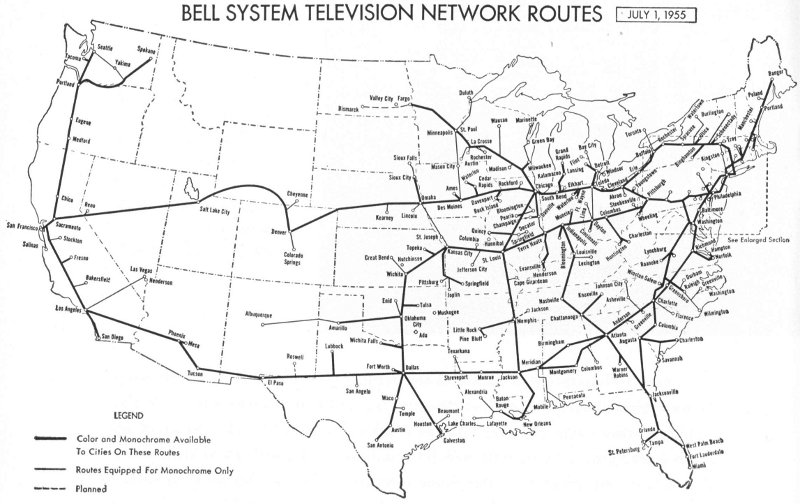 BELL SYSTEM TELEVISION NETWORK ROUTES
JULY 1, 1955
Seattle
Tacoma
Yakima
Spokane
Portland
Eugene
Medford
Chico
Reno
Sacramento
San Francisco
Stockton
Salinas
Fresno
Bakersfield
Las Vegas
Henderson
Los Angeles
San Diego
Phoenix
Mesa
Tucson
Salt Lake City
Cheyenne
Denver
Colorado
Springs
Albuquerque
Amarillo
Roswell
Lubbock
El Paso
San Angelo
Bismarck
Valley City
Fargo
Duluth
Minneapolis
St. Paul
La Crosse
Rochester
Austin
Mason City
Sioux Falls
Sioux City
Ames
Omaha
Des Moines
Kearney
Lincoln
Waterloo
Cedar
Rapids
Davenport
Rock Island
Wausau
Marinette
Green Bay
Madison
Milwaukee
Rockford
Chicago
Grand
Rapids
Kalamazoo
Bay City
Flint
Lansing
Detroit
Windsor
Toledo
Elkhart
South Bend
Cleveland
Erie
Buffalo
Toronto
Rochester
Syracuse
Burlington
Binghamton
Kingston
Bangor
Poland
Portland
Manchester
Bloomington
Peoria
Champaign
Decatur
Springfield
Quincy
Hannibal
Columbia
St. Joseph
Topeka
Kansas City
Jefferson City
St. Louis
Great Bend
Hutchinson
Wichita
Pittsburg
Joplin
Springfield
Terre Haute
Waterloo
Muncie
Indianapolis
Bloomington
Evansville
Henderson
Cape Girardeau
Louisville
Lexington
Columbus
Akron
Steubenville
Youngstown
Pittsburgh
Wheeling
Huntington
Charleston
Philadelphia
Baltimore
Washington
Richmond
Hampton
Norfolk
See Enlarged Section
Lynchburg
Roanoke
Winston Salem
Greensboro
Durham
Raleigh
Greenville
Washington
Wilmington
Charlotte
Florence
Columbia
Charleston
Savannah
Johnson City
Knoxville
Asheville
Anderson
Greenville
Nashville
Jackson
Chattanooga
Memphis
Atlanta
Augusta
Macon
Warner
Robins
Columbus
Montgomery
Birmingham
Meridian
Jackson
Monroe
Shreveport
Texarkana
Little Rock
Pine Bluff
Enid
Tulsa
Muskogee
Oklahoma
City
Ada
Wichita Falls
Fort Worth
Dallas
Waco
Temple
Austin
San Antonio
Houston
Galveston
Beaumont
Lake Charles
Lafayette
Alexandria
Baton
Rouge
New Orleans
Mobile
Pensacola
Jacksonville
Orlando
Tampa
St. Petersburg
West Palm Beach
Fort Lauderdale
Miami
LEGEND
Color and Monochrome Available
To Cities On These Routes
Routes Equipped For Monochrome Only
Planned